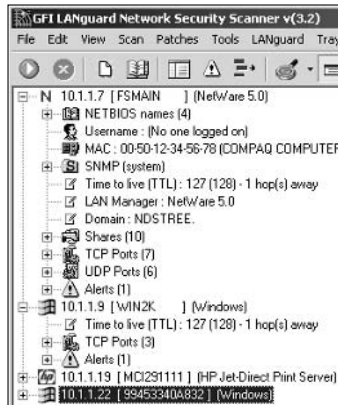 GFI LANguard Network Security Scanner v(3.2)
File Edit View Scan Patches Tools LANguard Tray
N 10.1.1.7 [ FSMAIN ] (NetWare 5.0)
NETBIOS names (4)
Username : (No one logged on)
MAC : 00-50-12-34-56-78 (COMPAQ COMPUTER
SNMP (system)
Time to live (TTL) : 127 (128) - 1 hop(s) away
LAN Manager : NetWare 5.0
Domain : NDSTREE.
Shares (10)
TCP Ports (7)
UDP Ports (6)
Alerts (1)
10.1.1.9 [ WIN2K ] (Windows)
Time to live (TTL) : 127 (128) - 1 hop(s) away
TCP Ports (3)
Alerts (1)
10.1.1.19 [ MCI291111 ] (HP Jet-Direct Print Server)
10.1.1.22 [ 99453340A832 ] (Windows)